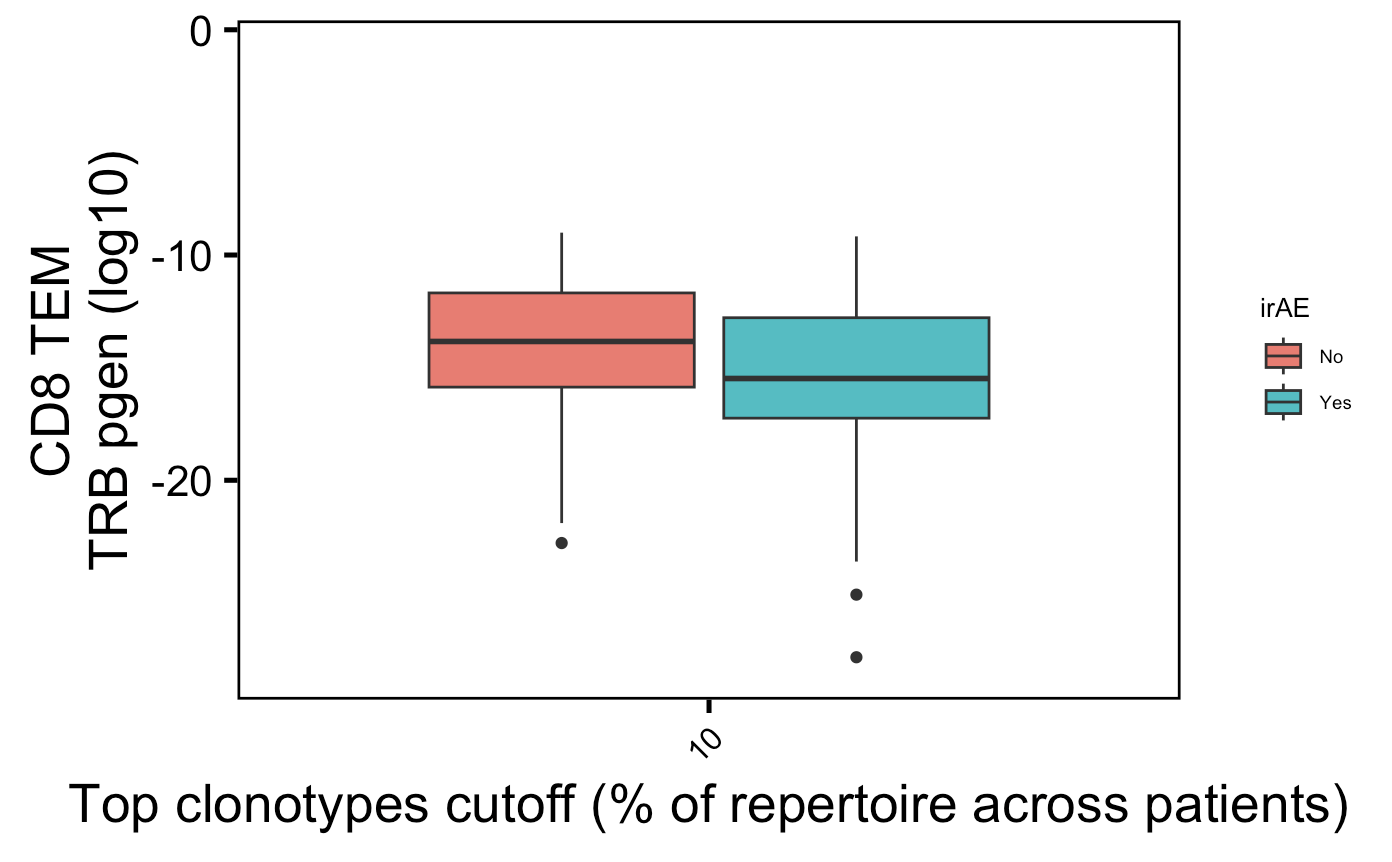 CD8 TEM
TRB pgen (log10)
0
-10
-20
10
Top clonotypes cutoff (% of repertoire across patients)
irAE
No
Yes